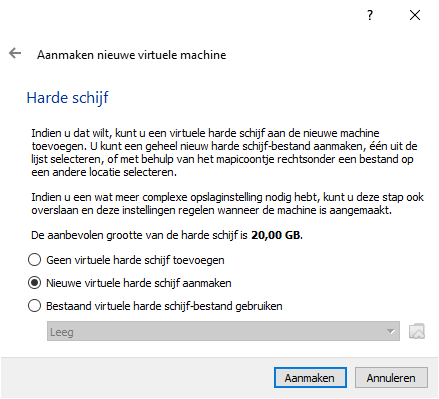 ?
Aanmaken nieuwe virtuele machine
Harde schijf
Indien u dat wilt, kunt u een virtuele harde schijf aan de nieuwe machine
toevoegen. U kunt een geheel nieuw harde schijf-bestand aanmaken, één uit de
lijst selecteren, of met behulp van het mapicoontje rechtsonder een bestand op
een andere locatie selecteren.
Indien u een wat meer complexe opslaginstelling nodig hebt, kunt u deze stap ook
overslaan en deze instellingen regelen wanneer de machine is aangemaakt.
De aanbevolen grootte van de harde schijf is 20,00 GB.
Geen virtuele harde schijf toevoegen
Nieuwe virtuele harde schijf aanmaken
Bestaand virtuele harde schijf-bestand gebruiken
Leeg
Aanmaken
Annuleren